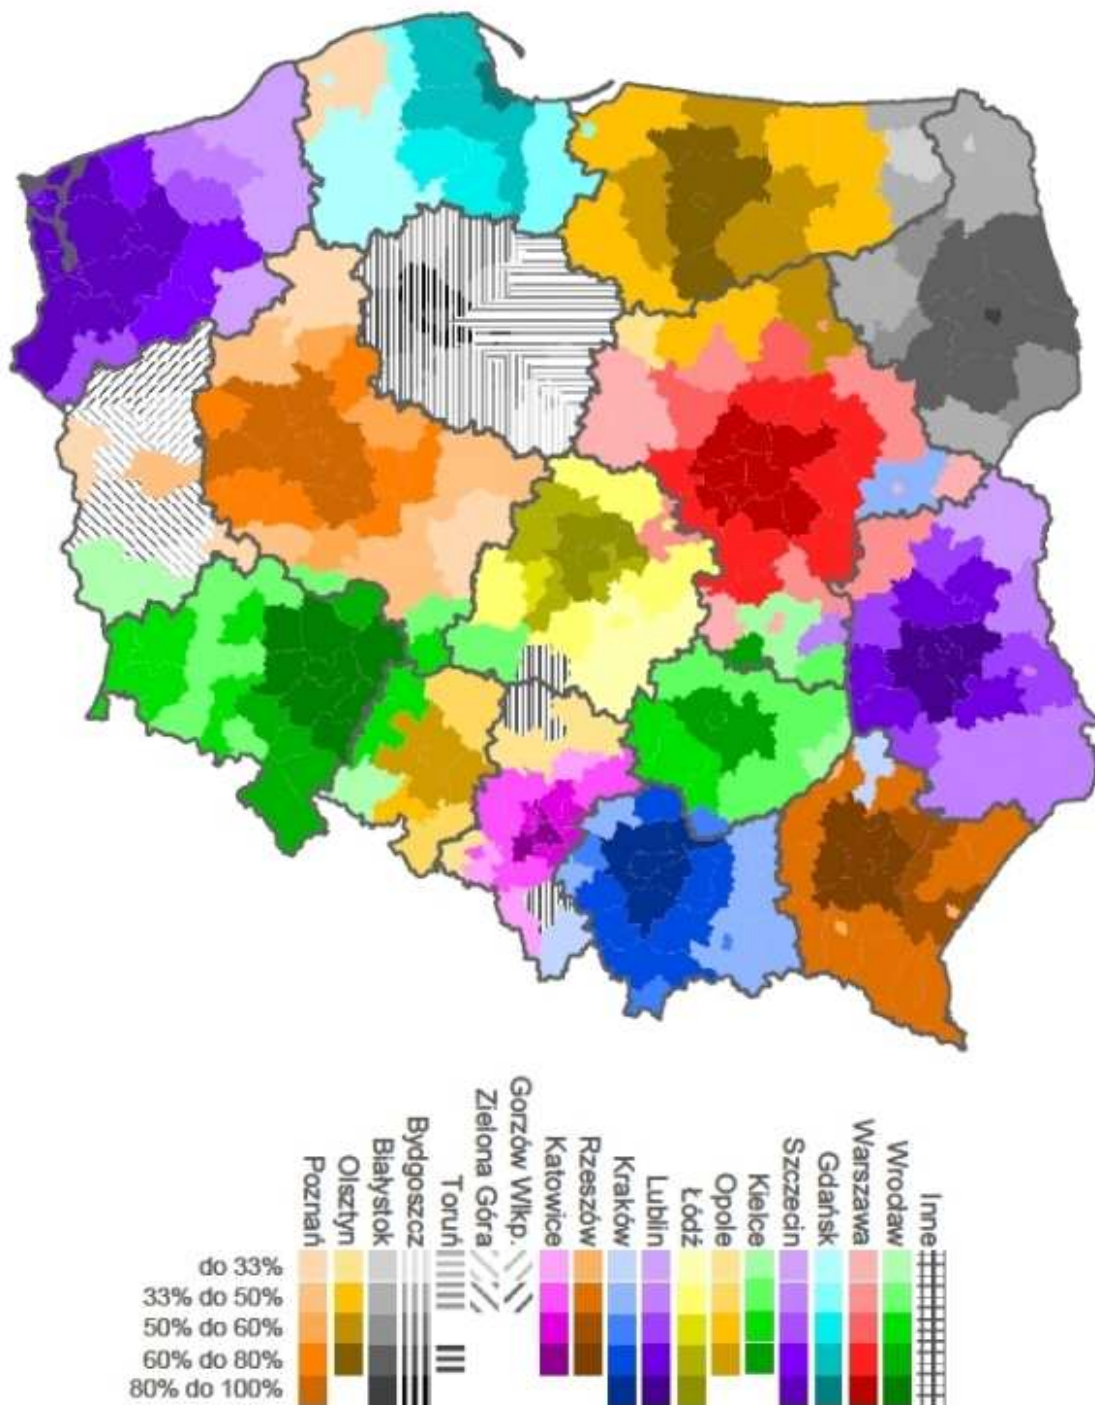 Poznań
Olsztyn
Białystok
Bydgoszcz
Toruń
Zielona Góra
Gorzów Wlkp.
Katowice
Rzeszów
Kraków
Lublin
Łódź
Opole
Kielce
Szczecin
Gdańsk
Warszawa
Wrocław
Inne
do 33%
33% do 50%
50% do 60%
60% do 80%
80% do 100%